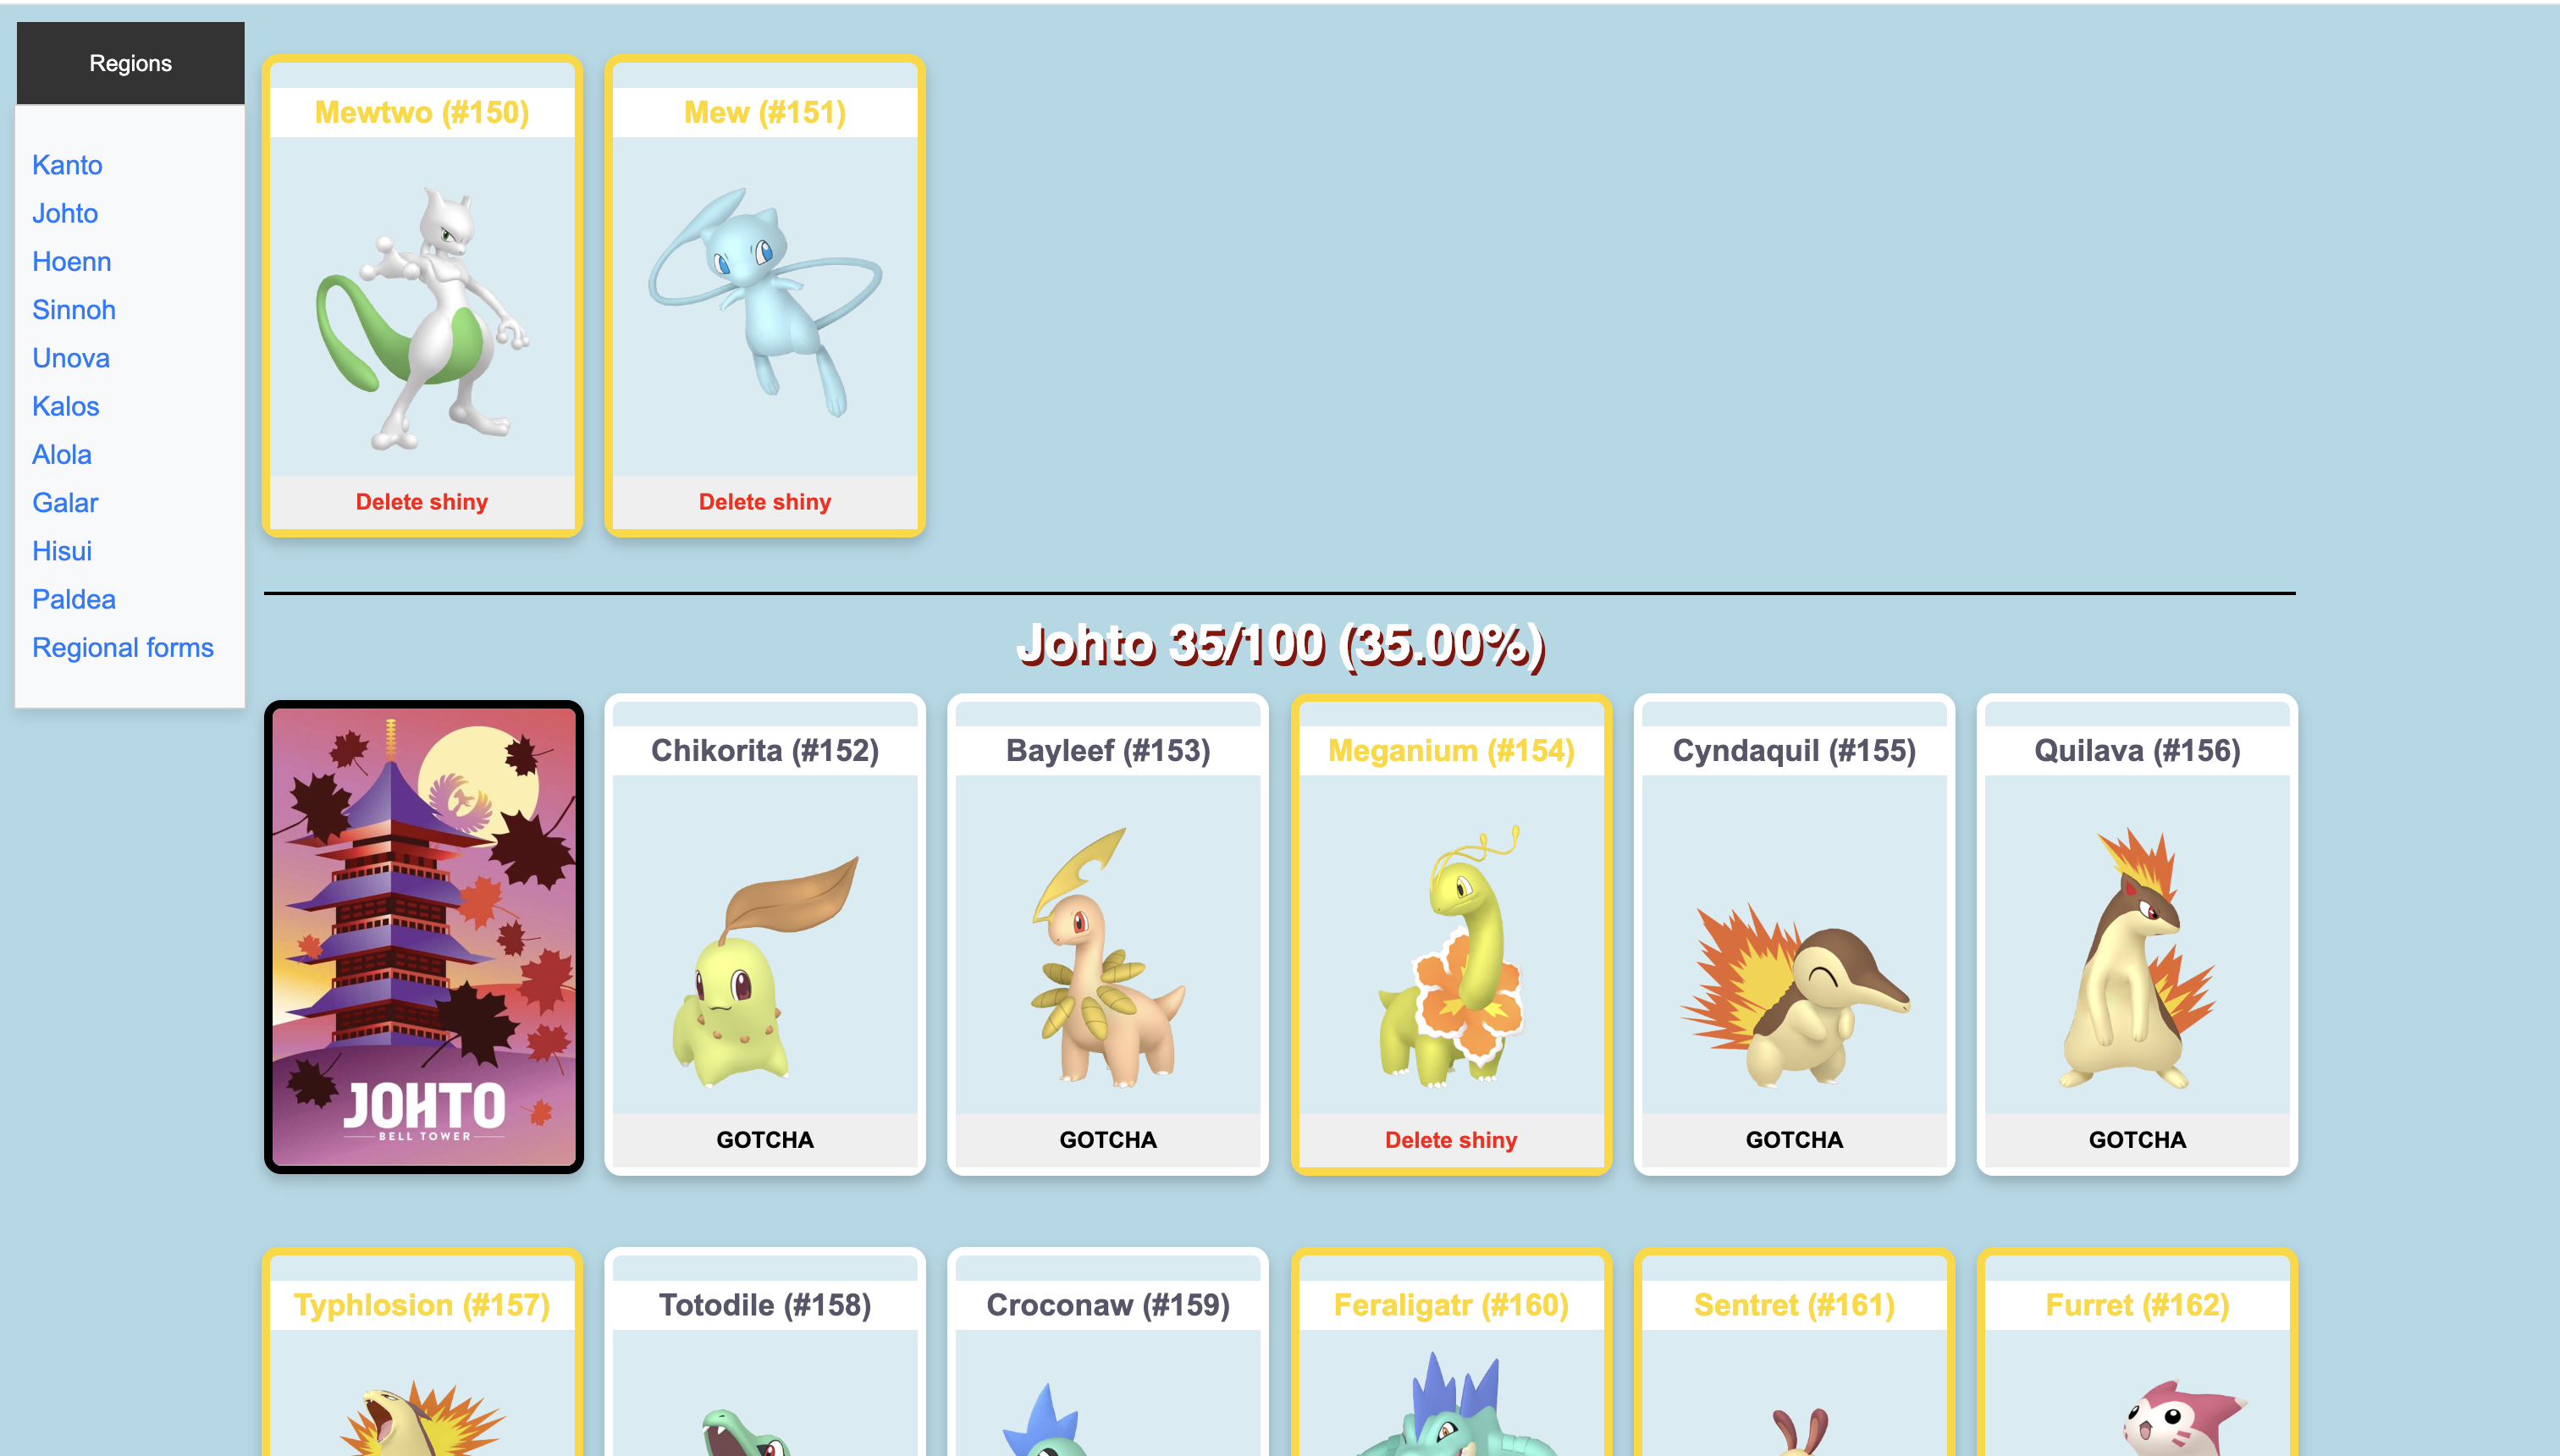 Regions
Kanto
Johto
Hoenn
Sinnoh
Unova
Kalos
Alola
Galar
Hisui
Paldea
Regional forms
Mewtwo (#150)
Mew (#151)
Delete shiny
Delete shiny
Johto 35/100 (35.00%)
JOHTO
BELL TOWER
Chikorita (#152)
Bayleef (#153)
Meganium (#154)
Cyndaquil (#155)
Quilava (#156)
GOTCHA
GOTCHA
Delete shiny
GOTCHA
GOTCHA
Typhlosion (#157)
Totodile (#158)
Croconaw (#159)
Feraligatr (#160)
Sentret (#161)
Furret (#162)